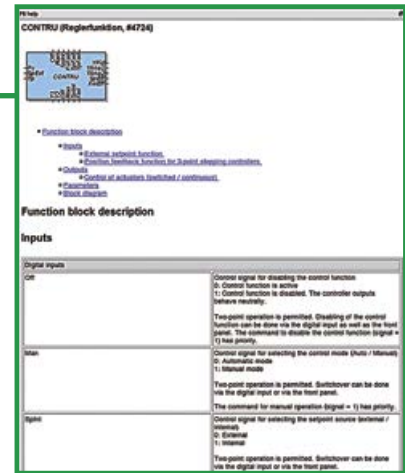 FB help
CONTRU (Reglerfunktion, #4724)
CONTRU
Function block description
Inputs
External setpoint function
Position feedback function for 3-point stepping controllers
Outputs
Control of actuators (switched / continuous)
Parameters
Block diagram
Function block description
Inputs
Digital inputs
Off
Control signal for disabling the control function
0: Control function is active
1: Control function is disabled. The controller outputs
behave neutrally.
Two-point operation is permitted. Disabling of the control
function can be done via the digital input as well as the front
panel. The command to disable the control function (signal =
1) has priority.
Man
Control signal for selecting the control mode (Auto / Manual)
0: Automatic mode
1: Manual mode
Two-point operation is permitted. Switchover can be done
via the digital input or via the front panel.
The command for manual operation (signal = 1) has priority.
SpInt
Control signal for selecting the setpoint source (external /
internal)
0: External
1: Internal
Two-point operation is permitted. Switchover can be done
via the digital input or via the front panel.